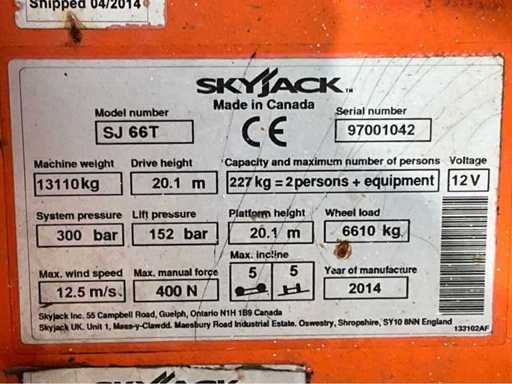 Shipped 04/2014
SKYJACK TM
Made in Canada
Model number
SJ 66T
CE
Serial number
97001042
Machine weight Drive height Capacity and maximum number of persons Voltage
13110kg 20.1 m 227kg = 2persons + equipment 12V
System pressure Lift pressure Platform height Wheel load
300 bar 152 bar 20.1 m 6610 kg
Max. wind speed Max. manual force Max. incline Year of manufacture
12.5 m/s 400 N 5 5 2014
Skyjack Inc. 55 Campbell Road, Guelph, Ontario N1H 1B9 Canada
Skyjack UK. Unit 1, Maes-y-Clawdd. Maesbury Road Industrial Estate. Oswestry, Shropshire, SY10 8NN England
133102AF
SKYJACK